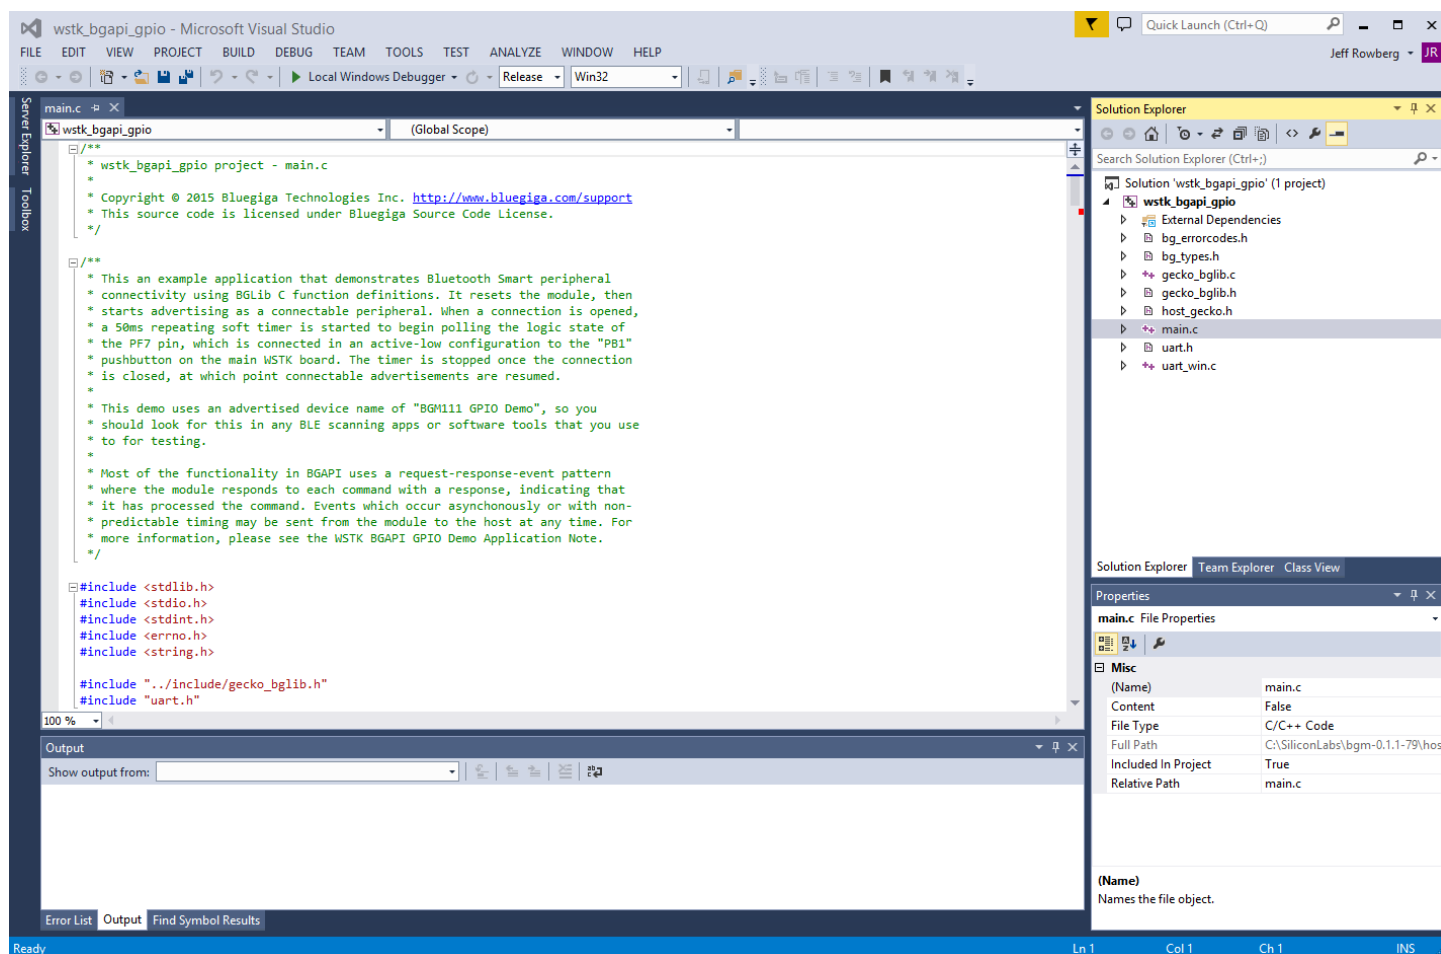 wstk_bgapi_gpio - Microsoft Visual Studio
Quick Launch (Ctrl+Q)
FILE EDIT VIEW PROJECT BUILD DEBUG TEAM TOOLS TEST ANALYZE WINDOW HELP
Jeff Rowberg JR
Local Windows Debugger Release Win32
Server Explorer
Toolbox
main.c
wstk_bgapi_gpio (Global Scope)
/**
* wstk_bgapi_gpio project - main.c
*
* Copyright © 2015 Bluegiga Technologies Inc. http://www.bluegiga.com/support
* This source code is licensed under Bluegiga Source Code License.
*/
/**
* This an example application that demonstrates Bluetooth Smart peripheral
* connectivity using BGLib C function definitions. It resets the module, then
* starts advertising as a connectable peripheral. When a connection is opened,
* a 50ms repeating soft timer is started to begin polling the logic state of
* the PF7 pin, which is connected in an active-low configuration to the "PB1"
* pushbutton on the main WSTK board. The timer is stopped once the connection
* is closed, at which point connectable advertisements are resumed.
*
* This demo uses an advertised device name of "BGM111 GPIO Demo", so you
* should look for this in any BLE scanning apps or software tools that you use
* to for testing.
*
* Most of the functionality in BGAPI uses a request-response-event pattern
* where the module responds to each command with a response, indicating that
* it has processed the command. Events which occur asynchonously or with non-
* predictable timing may be sent from the module to the host at any time. For
* more information, please see the WSTK BGAPI GPIO Demo Application Note.
*/
#include <stdlib.h>
#include <stdio.h>
#include <stdint.h>
#include <errno.h>
#include <string.h>
#include "../include/gecko_bglib.h"
#include "uart.h"
100 %
Output
Show output from:
Error List Output Find Symbol Results
Solution Explorer
Search Solution Explorer (Ctrl+;)
Solution 'wstk_bgapi_gpio' (1 project)
wstk_bgapi_gpio
External Dependencies
bg_errorcodes.h
bg_types.h
gecko_bglib.c
gecko_bglib.h
host_gecko.h
main.c
uart.h
uart_win.c
Solution Explorer Team Explorer Class View
Properties
main.c File Properties
Misc
(Name) main.c
Content False
File Type C/C++ Code
Full Path C:\SiliconLabs\bgm-0.1.1-79\hos
Included In Project True
Relative Path main.c
(Name)
Names the file object.
Ready Ln 1 Col 1 Ch 1 INS